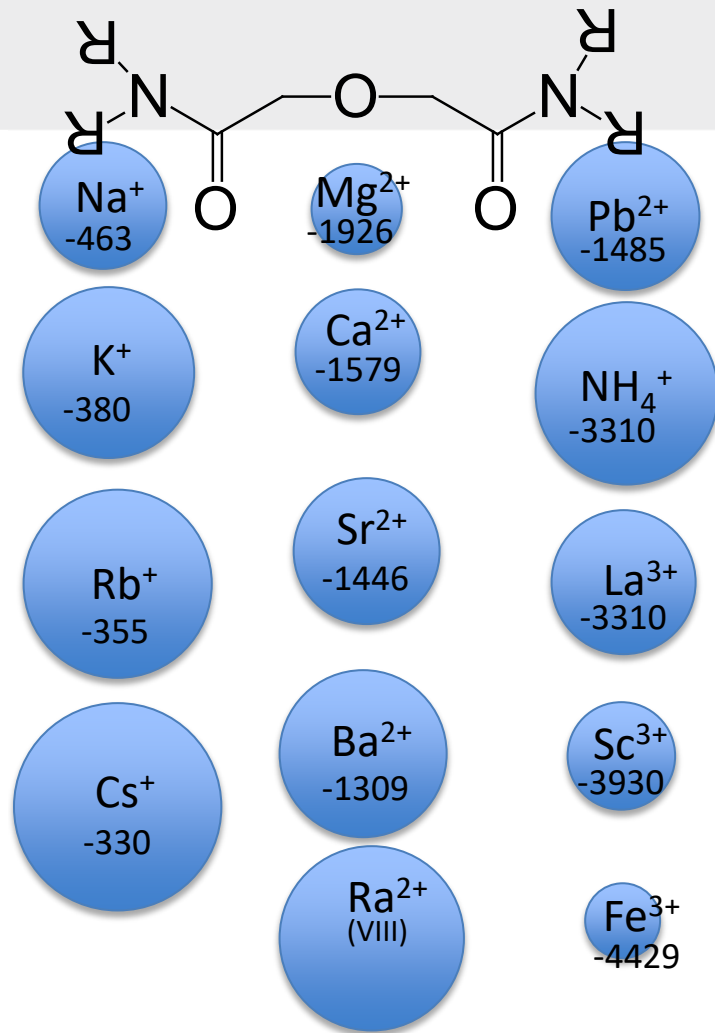 R R
N O N
R R
O O
Na⁺ Mg²⁺ Pb²⁺
-463 -1926 -1485
K⁺ Ca²⁺ NH₄⁺
-380 -1579 -3310
Rb⁺ Sr²⁺ La³⁺
-355 -1446 -3310
Cs⁺ Ba²⁺ Sc³⁺
-330 -1309 -3930
Ra²⁺ Fe³⁺
(VIII) -4429